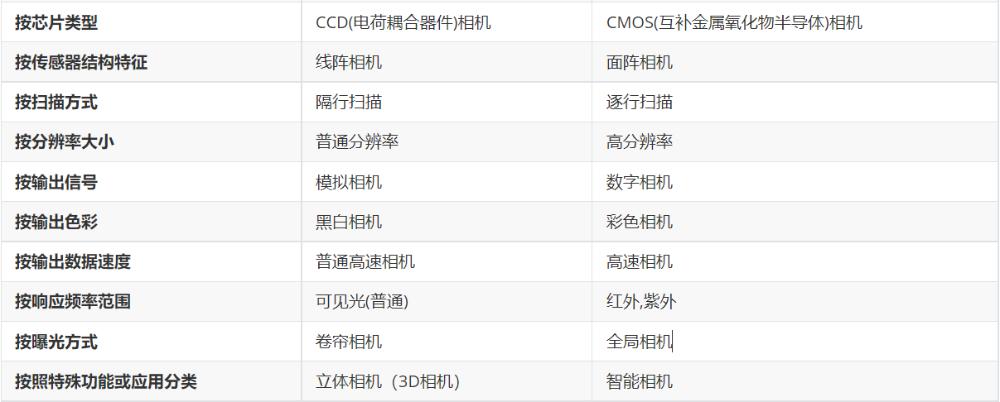 按芯片类型 CCD(电荷耦合器件)相机 CMOS(互补金属氧化物半导体)相机
按传感器结构特征 线阵相机 面阵相机
按扫描方式 隔行扫描 逐行扫描
按分辨率大小 普通分辨率 高分辨率
按输出信号 模拟相机 数字相机
按输出色彩 黑白相机 彩色相机
按输出数据速度 普通高速相机 高速相机
按响应频率范围 可见光(普通) 红外,紫外
按曝光方式 卷帘相机 全局相机
按照特殊功能或应用分类 立体相机（3D相机） 智能相机